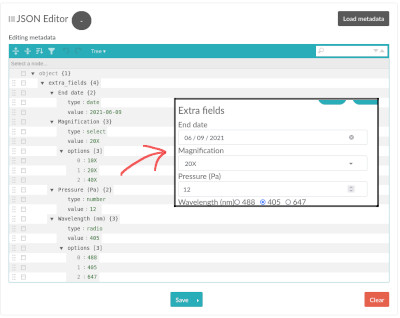 JSON Editor
Load metadata
Editing metadata
Tree
Select a node...
object {1}
extra_fields {4}
End date {2}
type : date
value : 2021-06-09
Magnification {3}
type : select
value : 20X
options [3]
0 : 10X
1 : 20X
2 : 40X
Pressure (Pa) {2}
type : number
value : 12
Wavelength (nm) {3}
type : radio
value : 405
options [3]
0 : 488
1 : 405
2 : 647
Extra fields
End date
06 / 09 / 2021
Magnification
20X
Pressure (Pa)
12
Wavelength (nm) 488 405 647
Save
Clear